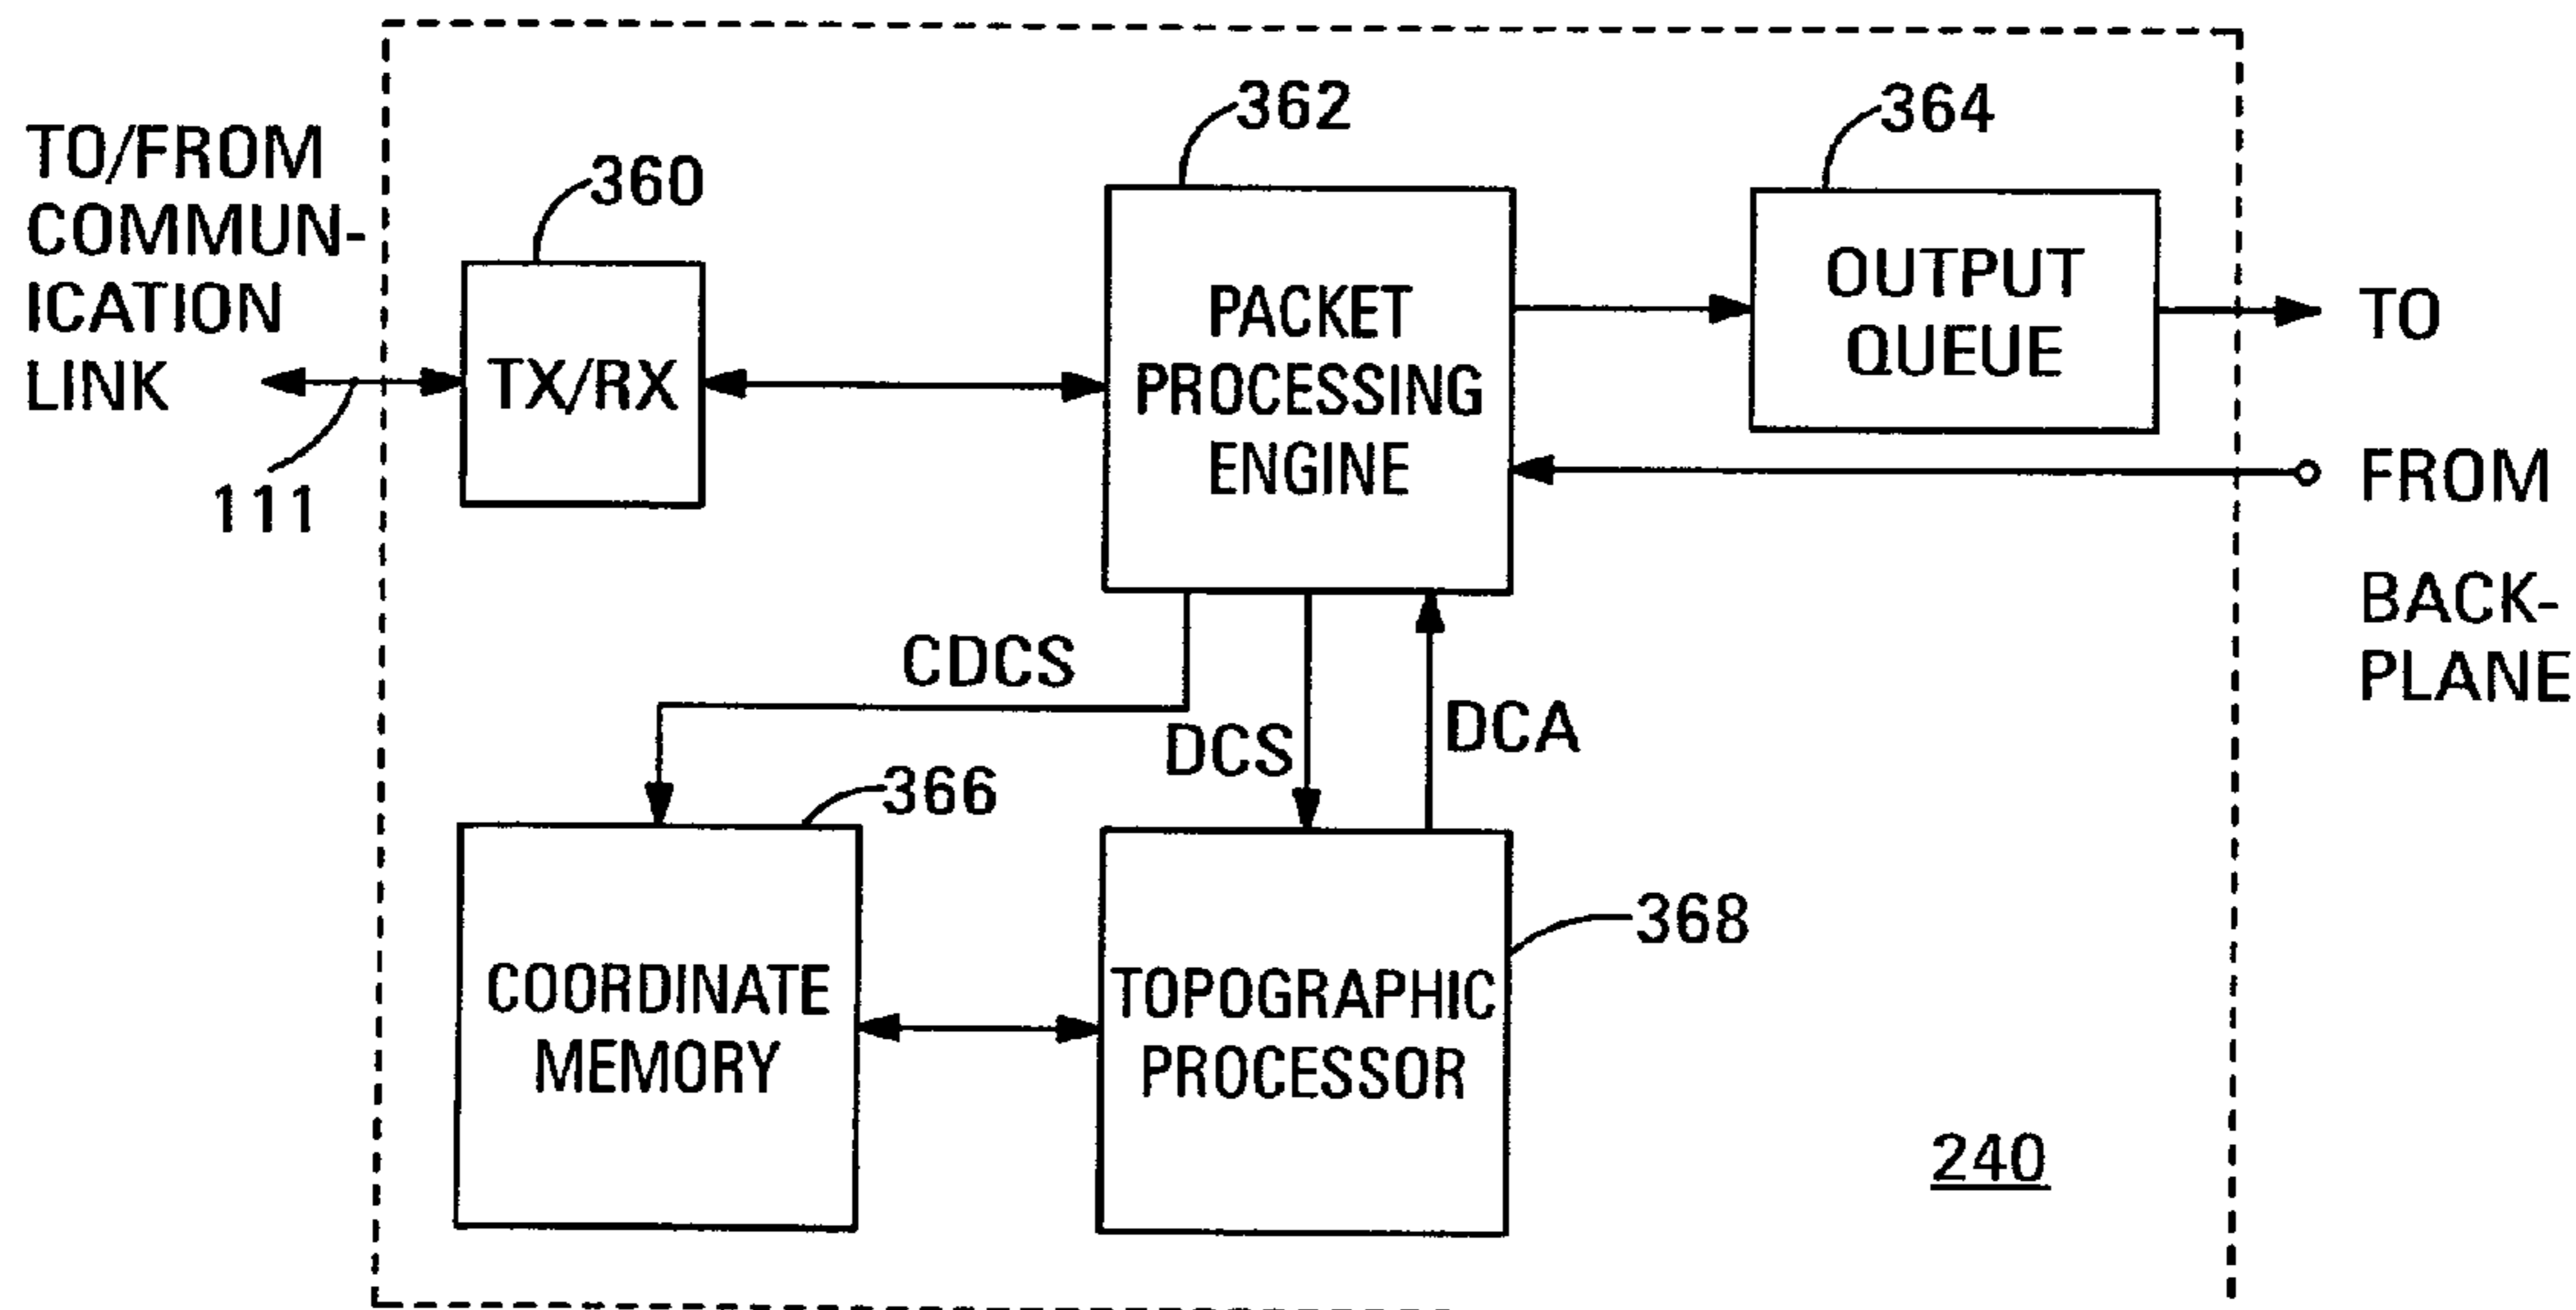 TO/FROM
COMMUN-
ICATION
LINK
111
360
TX/RX
362
PACKET
PROCESSING
ENGINE
364
OUTPUT
QUEUE
TO
FROM
BACK-
PLANE
CDCS
DCS
DCA
366
COORDINATE
MEMORY
368
TOPOGRAPHIC
PROCESSOR
240